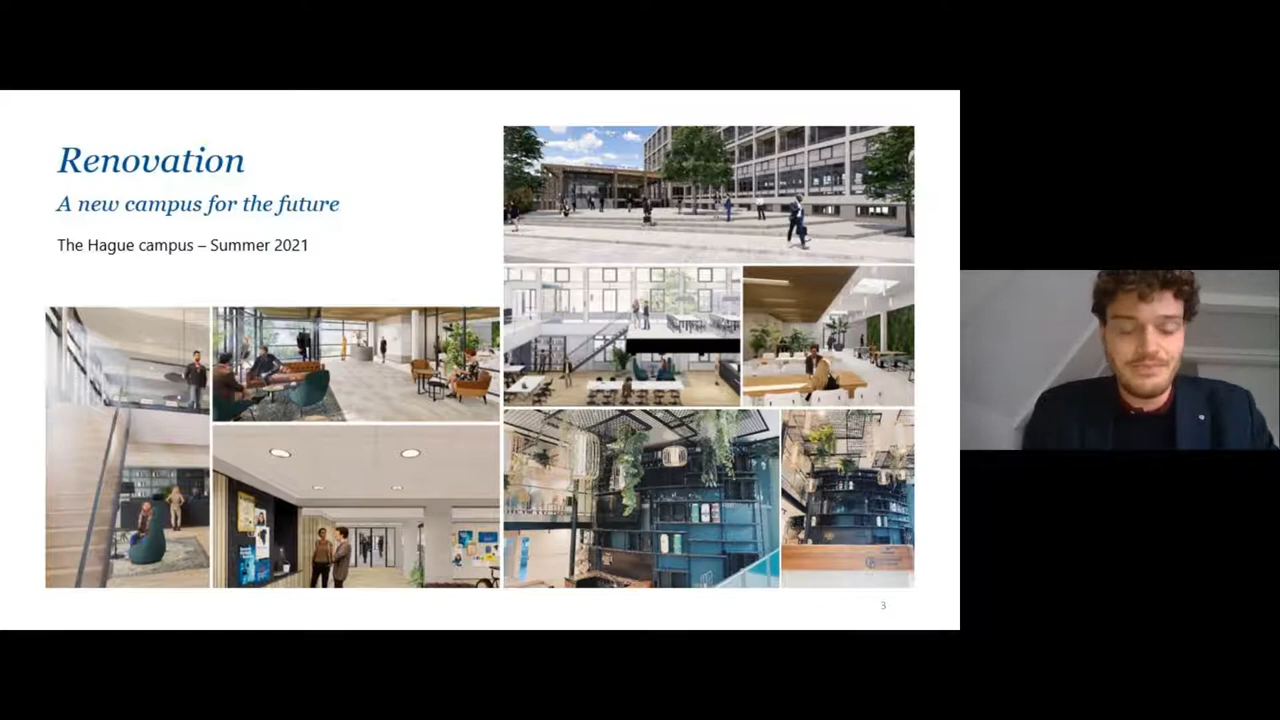 Renovation
A new campus for the future
The Hague campus – Summer 2021
3